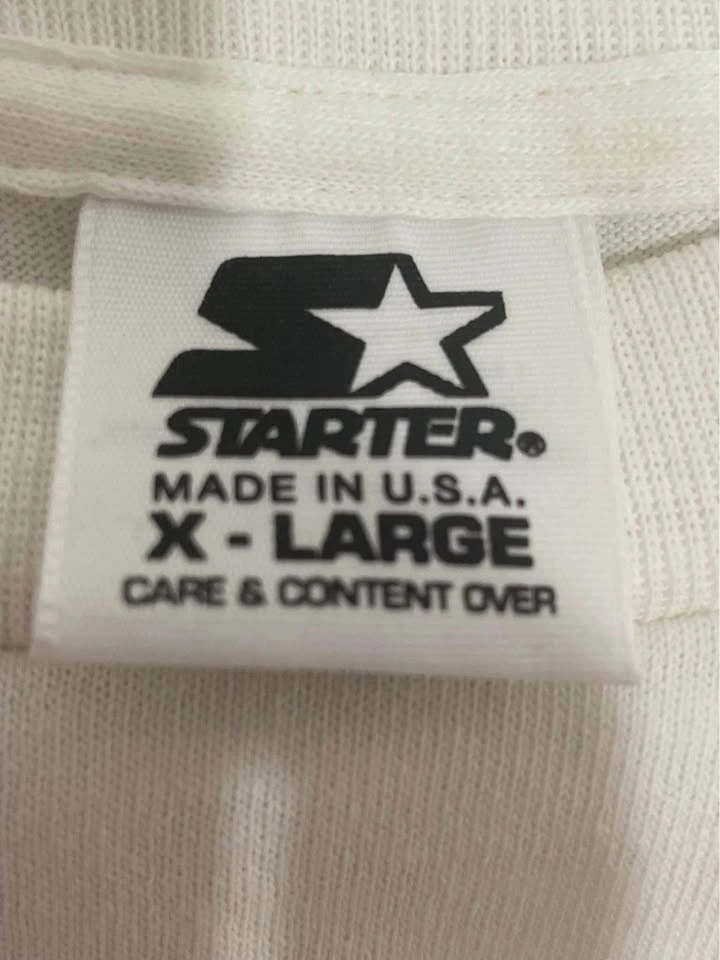 STARTER®
MADE IN U.S.A.
X - LARGE
CARE & CONTENT OVER